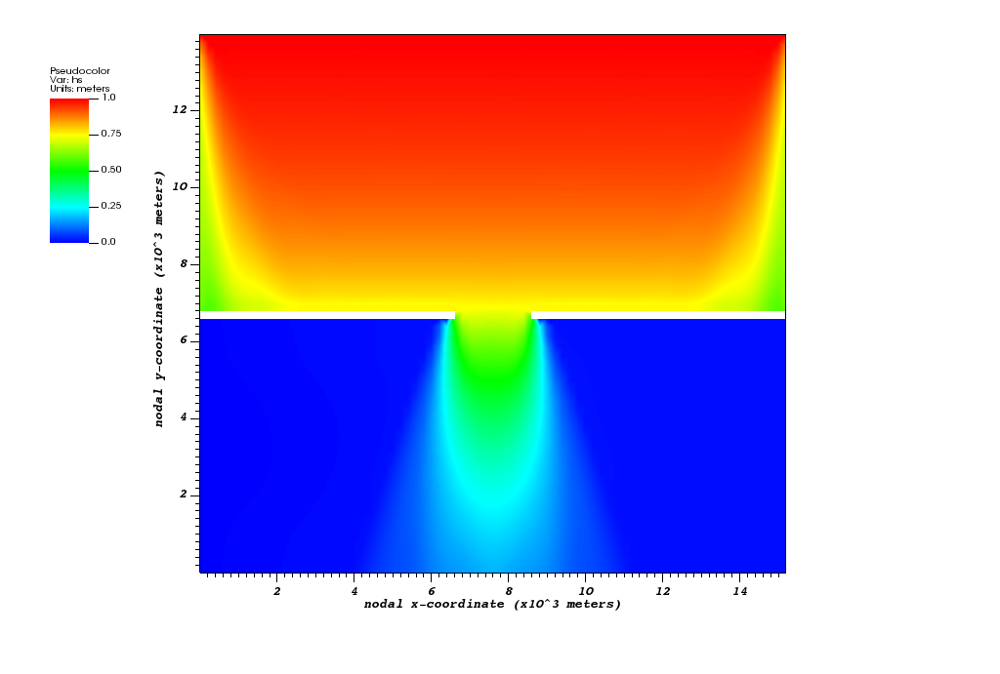 Pseudocolor
Var: hs
Units: meters
1.0
0.75
0.50
0.25
0.0
nodal y-coordinate (x10^3 meters)
12
10
8
6
4
2
2 4 6 8 10 12 14
nodal x-coordinate (x10^3 meters)